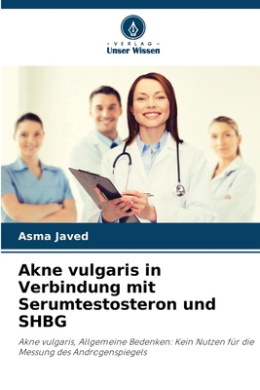 VERLAG
Unser Wissen
Asma Javed
Akne vulgaris in
Verbindung mit
Serumtestosteron und
SHBG
Akne vulgaris, Allgemeine Bedenken: Kein Nutzen für die
Messung des Androgenspiegels